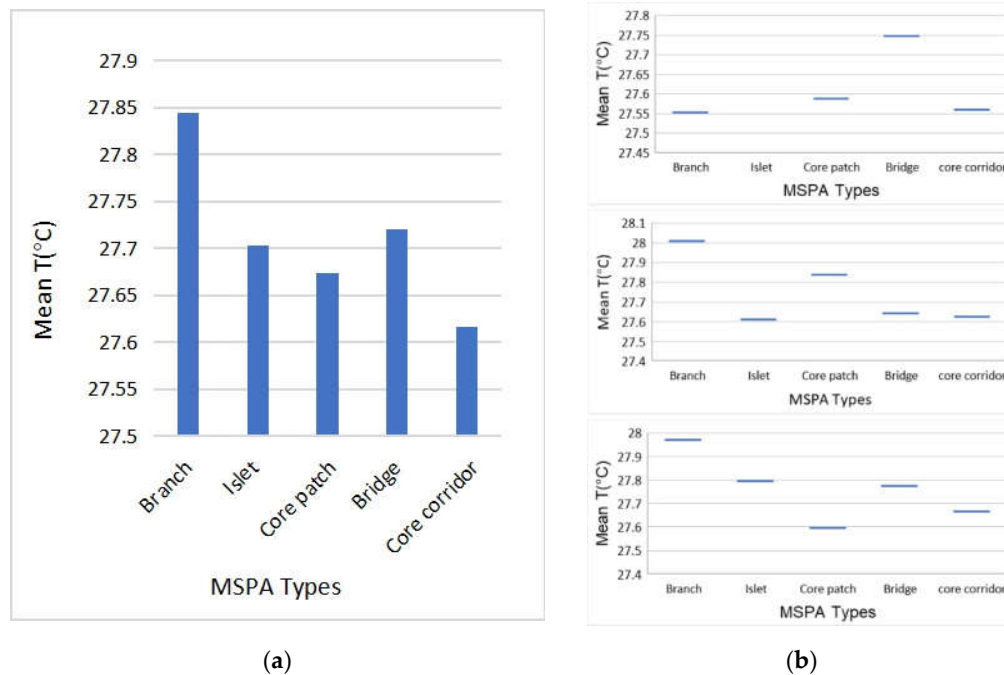 27.9
27.85
27.8
27.75
27.7
27.65
27.6
27.55
27.5
Mean T(°C)
Branch
Islet
Core patch
Bridge
Core corridor
MSPA Types
(a)
27.8
27.75
27.7
27.65
27.6
27.55
27.5
27.45
Mean T(°C)
Branch Islet Core patch Bridge core corridor
MSPA Types
28.1
28
27.9
27.8
27.7
27.6
27.5
27.4
Mean T(°C)
Branch Islet Core patch Bridge core corridor
MSPA Types
28
27.9
27.8
27.7
27.6
27.5
27.4
Mean T(°C)
Branch Islet Core patch Bridge core corridor
MSPA Types
(b)